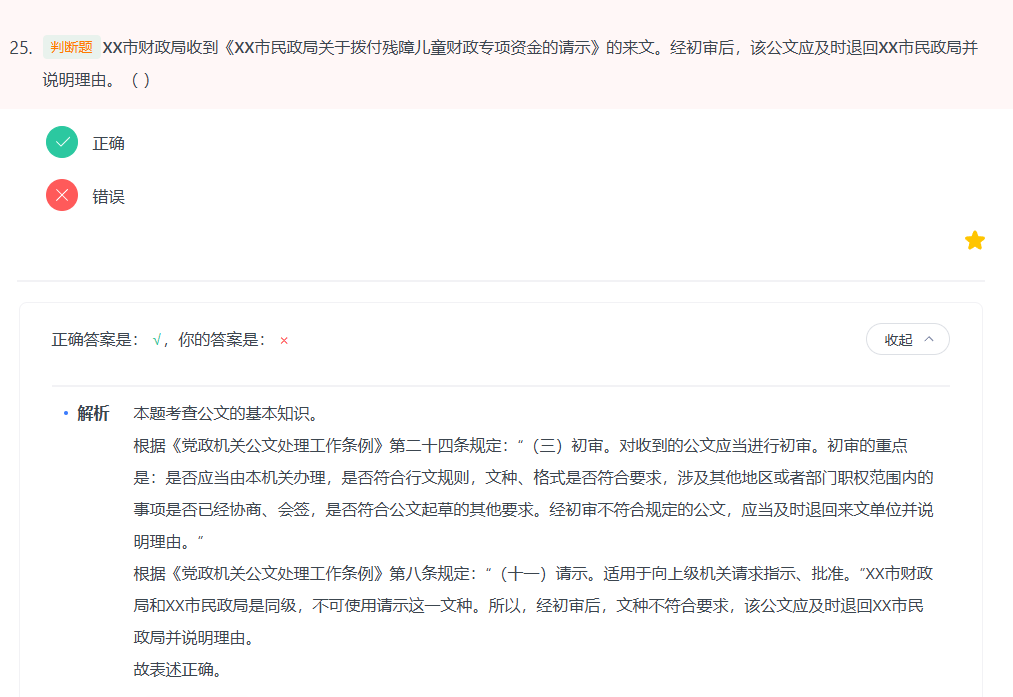 25. 判断题 XX市财政局收到《XX市民政局关于拨付残障儿童财政专项资金的请示》的来文。经初审后，该公文应及时退回XX市民政局并
说明理由。（ ）
正确
错误
正确答案是： √，你的答案是： ×
收起
• 解析 本题考查公文的基本知识。
根据《党政机关公文处理工作条例》第二十四条规定：“（三）初审。对收到的公文应当进行初审。初审的重点
是：是否应当由本机关办理，是否符合行文规则，文种、格式是否符合要求，涉及其他地区或者部门职权范围内的
事项是否已经协商、会签，是否符合公文起草的其他要求。经初审不符合规定的公文，应当及时退回来文单位并说
明理由。”
根据《党政机关公文处理工作条例》第八条规定：“（十一）请示。适用于向上级机关请求指示、批准。“XX市财政
局和XX市民政局是同级，不可使用请示这一文种。所以，经初审后，文种不符合要求，该公文应及时退回XX市民
政局并说明理由。
故表述正确。